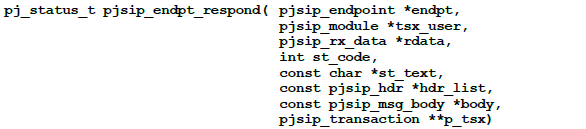 pj_status_t pjsip_endpt_respond( pjsip_endpoint *endpt,
pjsip_module *tsx_user,
pjsip_rx_data *rdata,
int st_code,
const char *st_text,
const pjsip_hdr *hdr_list,
const pjsip_msg_body *body,
pjsip_transaction **p_tsx)